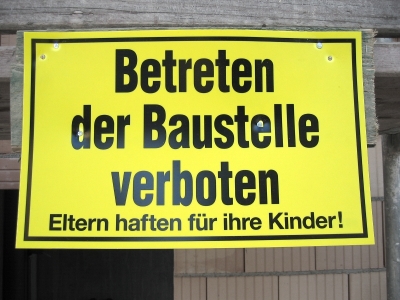 Betreten
der Baustelle
verboten
Eltern haften für ihre Kinder!